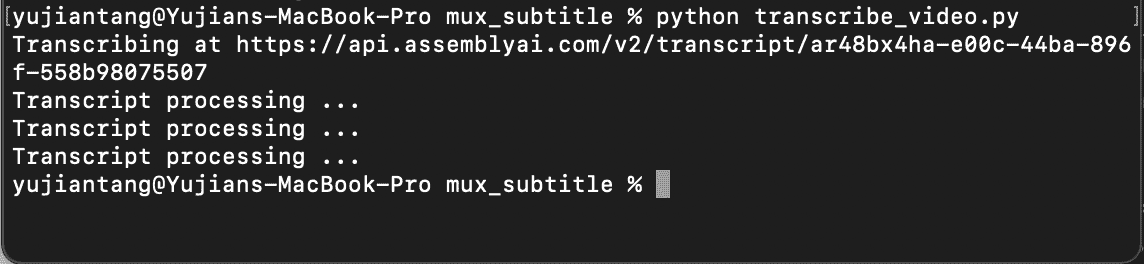 [yujiantang@Yujians-MacBook-Pro mux_subtitle % python transcribe_video.py ]
Transcribing at https://api.assemblyai.com/v2/transcript/ar48bx4ha-e00c-44ba-896
f-558b98075507
Transcript processing ...
Transcript processing ...
Transcript processing ...
yujiantang@Yujians-MacBook-Pro mux_subtitle %